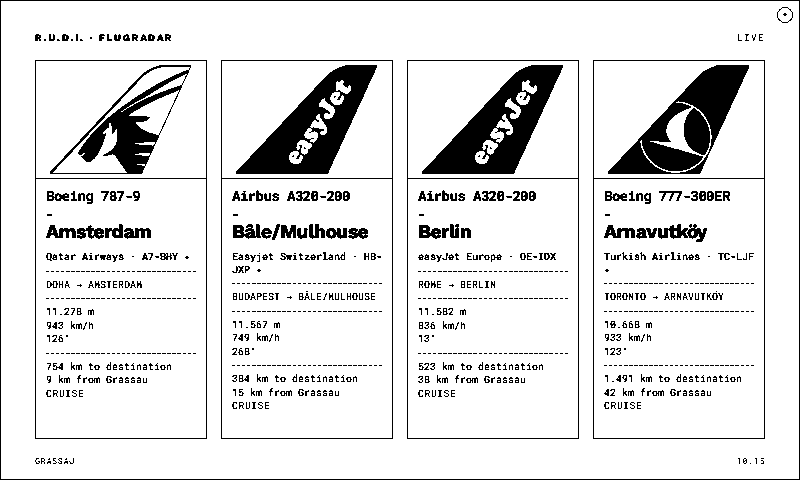 R.U.D.I. · FLUGRADAR
LIVE
Boeing 787-9
-
Amsterdam
Qatar Airways · A7-BHY ✦
DOHA → AMSTERDAM
11.278 m
943 km/h
126°
754 km to destination
9 km from Grassau
CRUISE
easyJet
Airbus A320-200
-
Bâle/Mulhouse
Easyjet Switzerland · HB-
JXP ✦
BUDAPEST → BÂLE/MULHOUSE
11.567 m
749 km/h
268°
384 km to destination
15 km from Grassau
CRUISE
easyJet
Airbus A320-200
-
Berlin
easyJet Europe · OE-IDX
ROME → BERLIN
11.582 m
836 km/h
13°
523 km to destination
38 km from Grassau
CRUISE
Boeing 777-300ER
-
Arnavutköy
Turkish Airlines · TC-LJF
✦
TORONTO → ARNAVUTKÖY
10.668 m
933 km/h
123°
1.491 km to destination
42 km from Grassau
CRUISE
GRASSAU
10.15